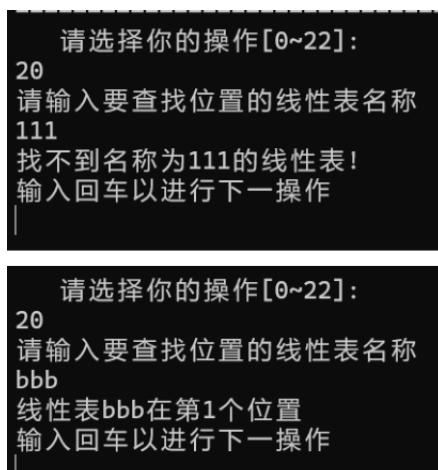 请选择你的操作[0~22]:
20
请输入要查找位置的线性表名称
111
找不到名称为111的线性表!
输入回车以进行下一操作
请选择你的操作[0~22]:
20
请输入要查找位置的线性表名称
bbb
线性表bbb在第1个位置
输入回车以进行下一操作